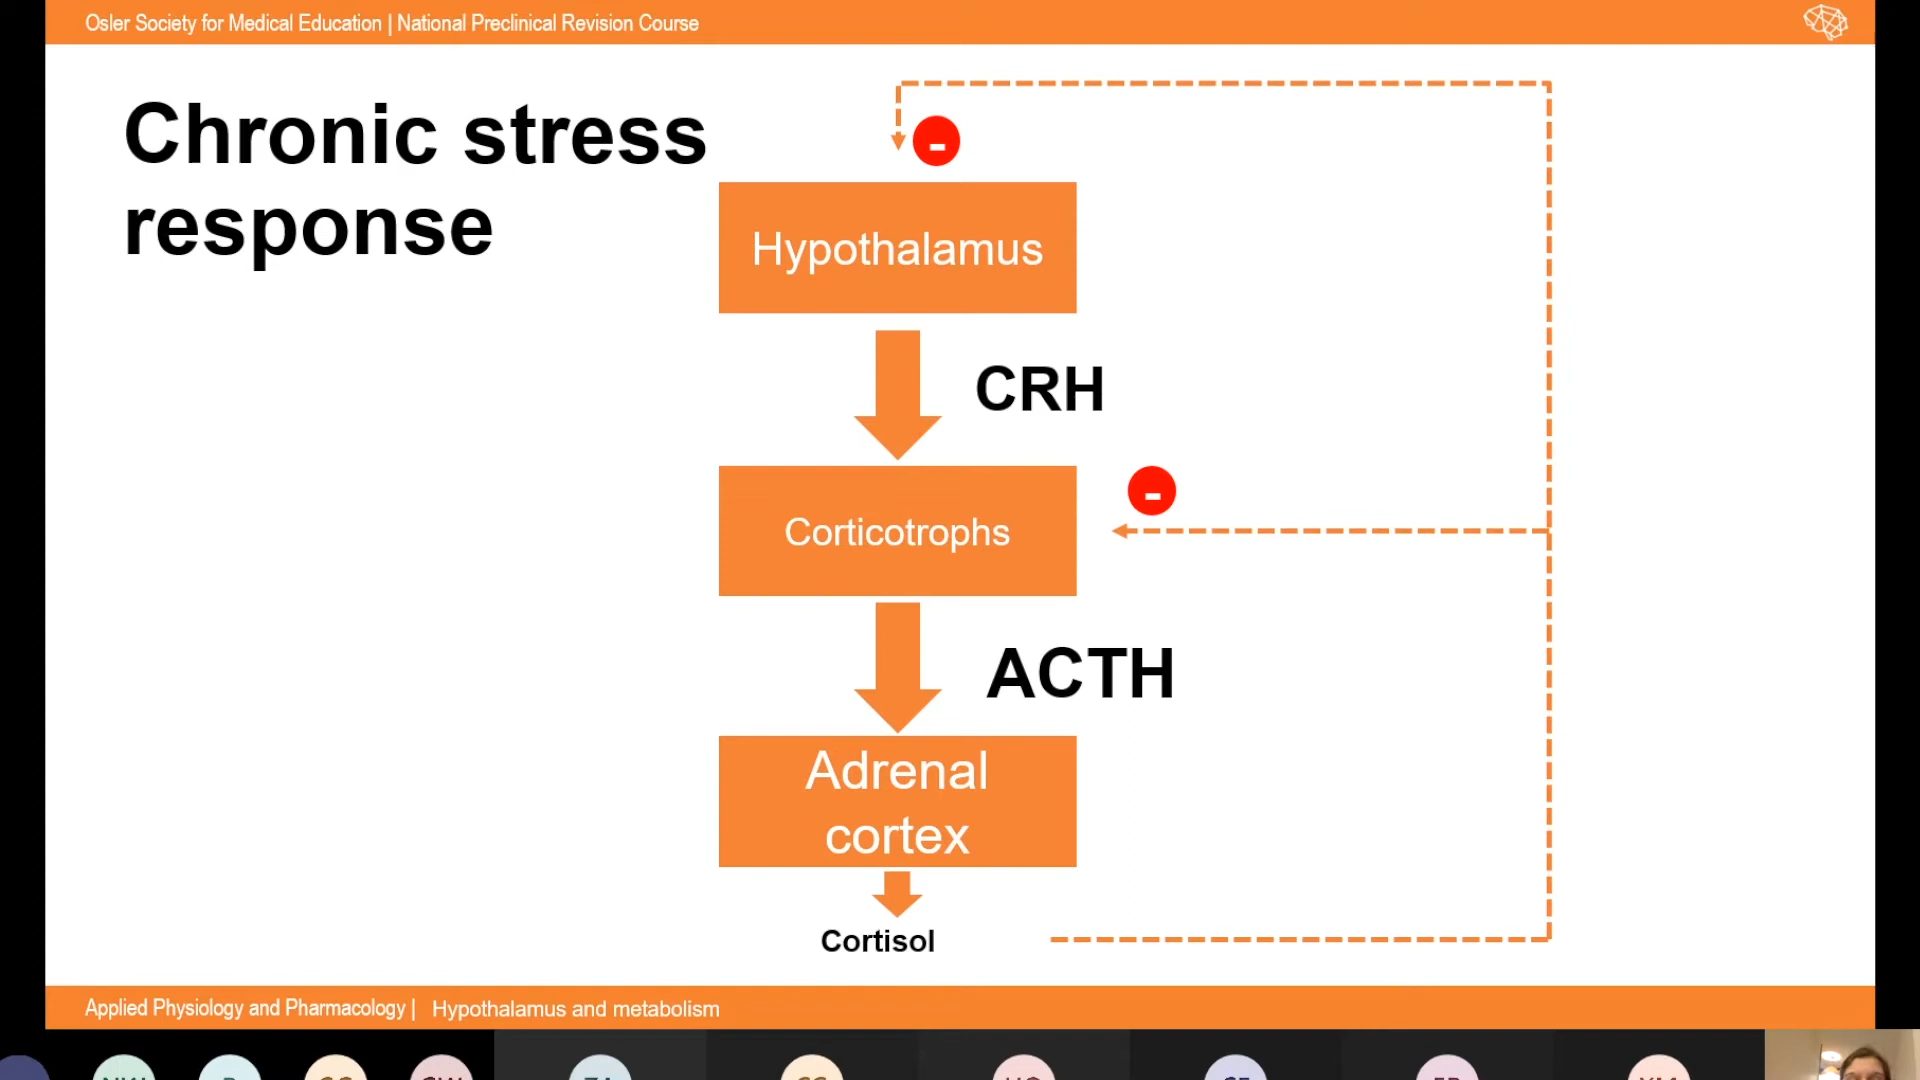 Osler Society for Medical Education | National Preclinical Revision Course
Chronic stress
response
-
Hypothalamus
CRH
-
Corticotrophs
ACTH
Adrenal
cortex
Cortisol
Applied Physiology and Pharmacology | Hypothalamus and metabolism